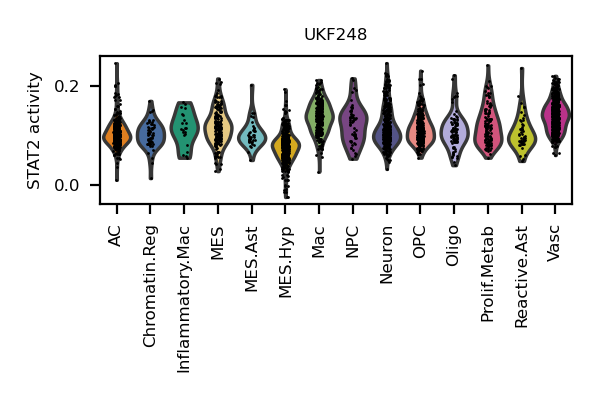 UKF248
STAT2 activity
0.2
0.0
AC
Chromatin.Reg
Inflammatory.Mac
MES
MES.Ast
MES.Hyp
Mac
NPC
Neuron
OPC
Oligo
Prolif.Metab
Reactive.Ast
Vasc